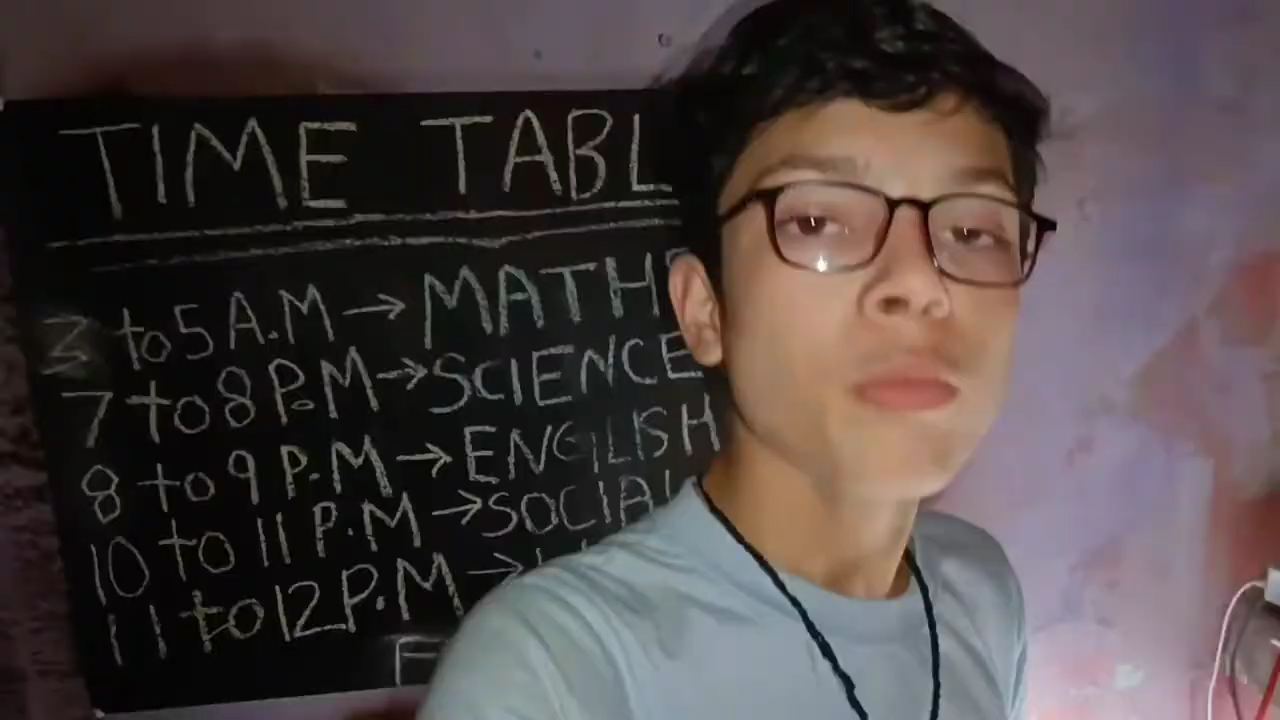 TIME TABL
3 to 5 A.M → MATH
7 to 8 P.M → SCIENCE
8 to 9 P.M → ENGLISH
10 to 11 P.M → SOCIAL
11 to 12 P.M →